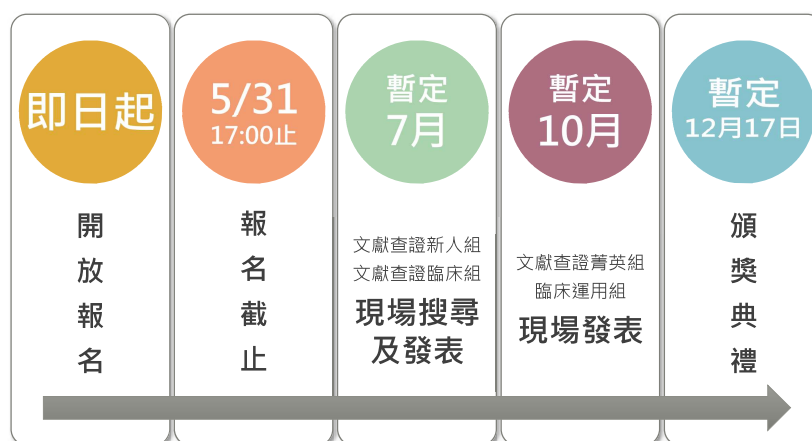 即日起
開放報名
5/31
17:00止
報名截止
暫定
7月
文獻查證新人組
文獻查證臨床組
現場搜尋
及發表
暫定
10月
文獻查證菁英組
臨床運用組
現場發表
暫定
12月17日
頒獎典禮